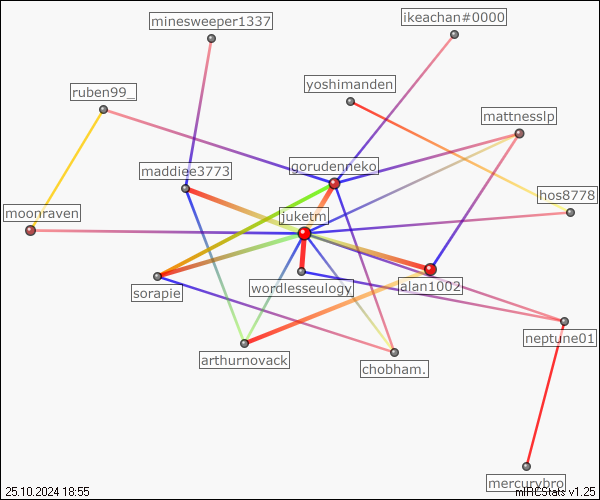 minesweeper1337
ikeachan#0000
yoshimanden
ruben99_
mattnesslp
gorudenneko
maddiee3773
hos8778
moonraven
juketrn
sorapie
wordlesseulogy
alan1002
neptune01
arthurnovack
chobham.
mercurybro
25.10.2024 18:55
mIRCStats v1.25